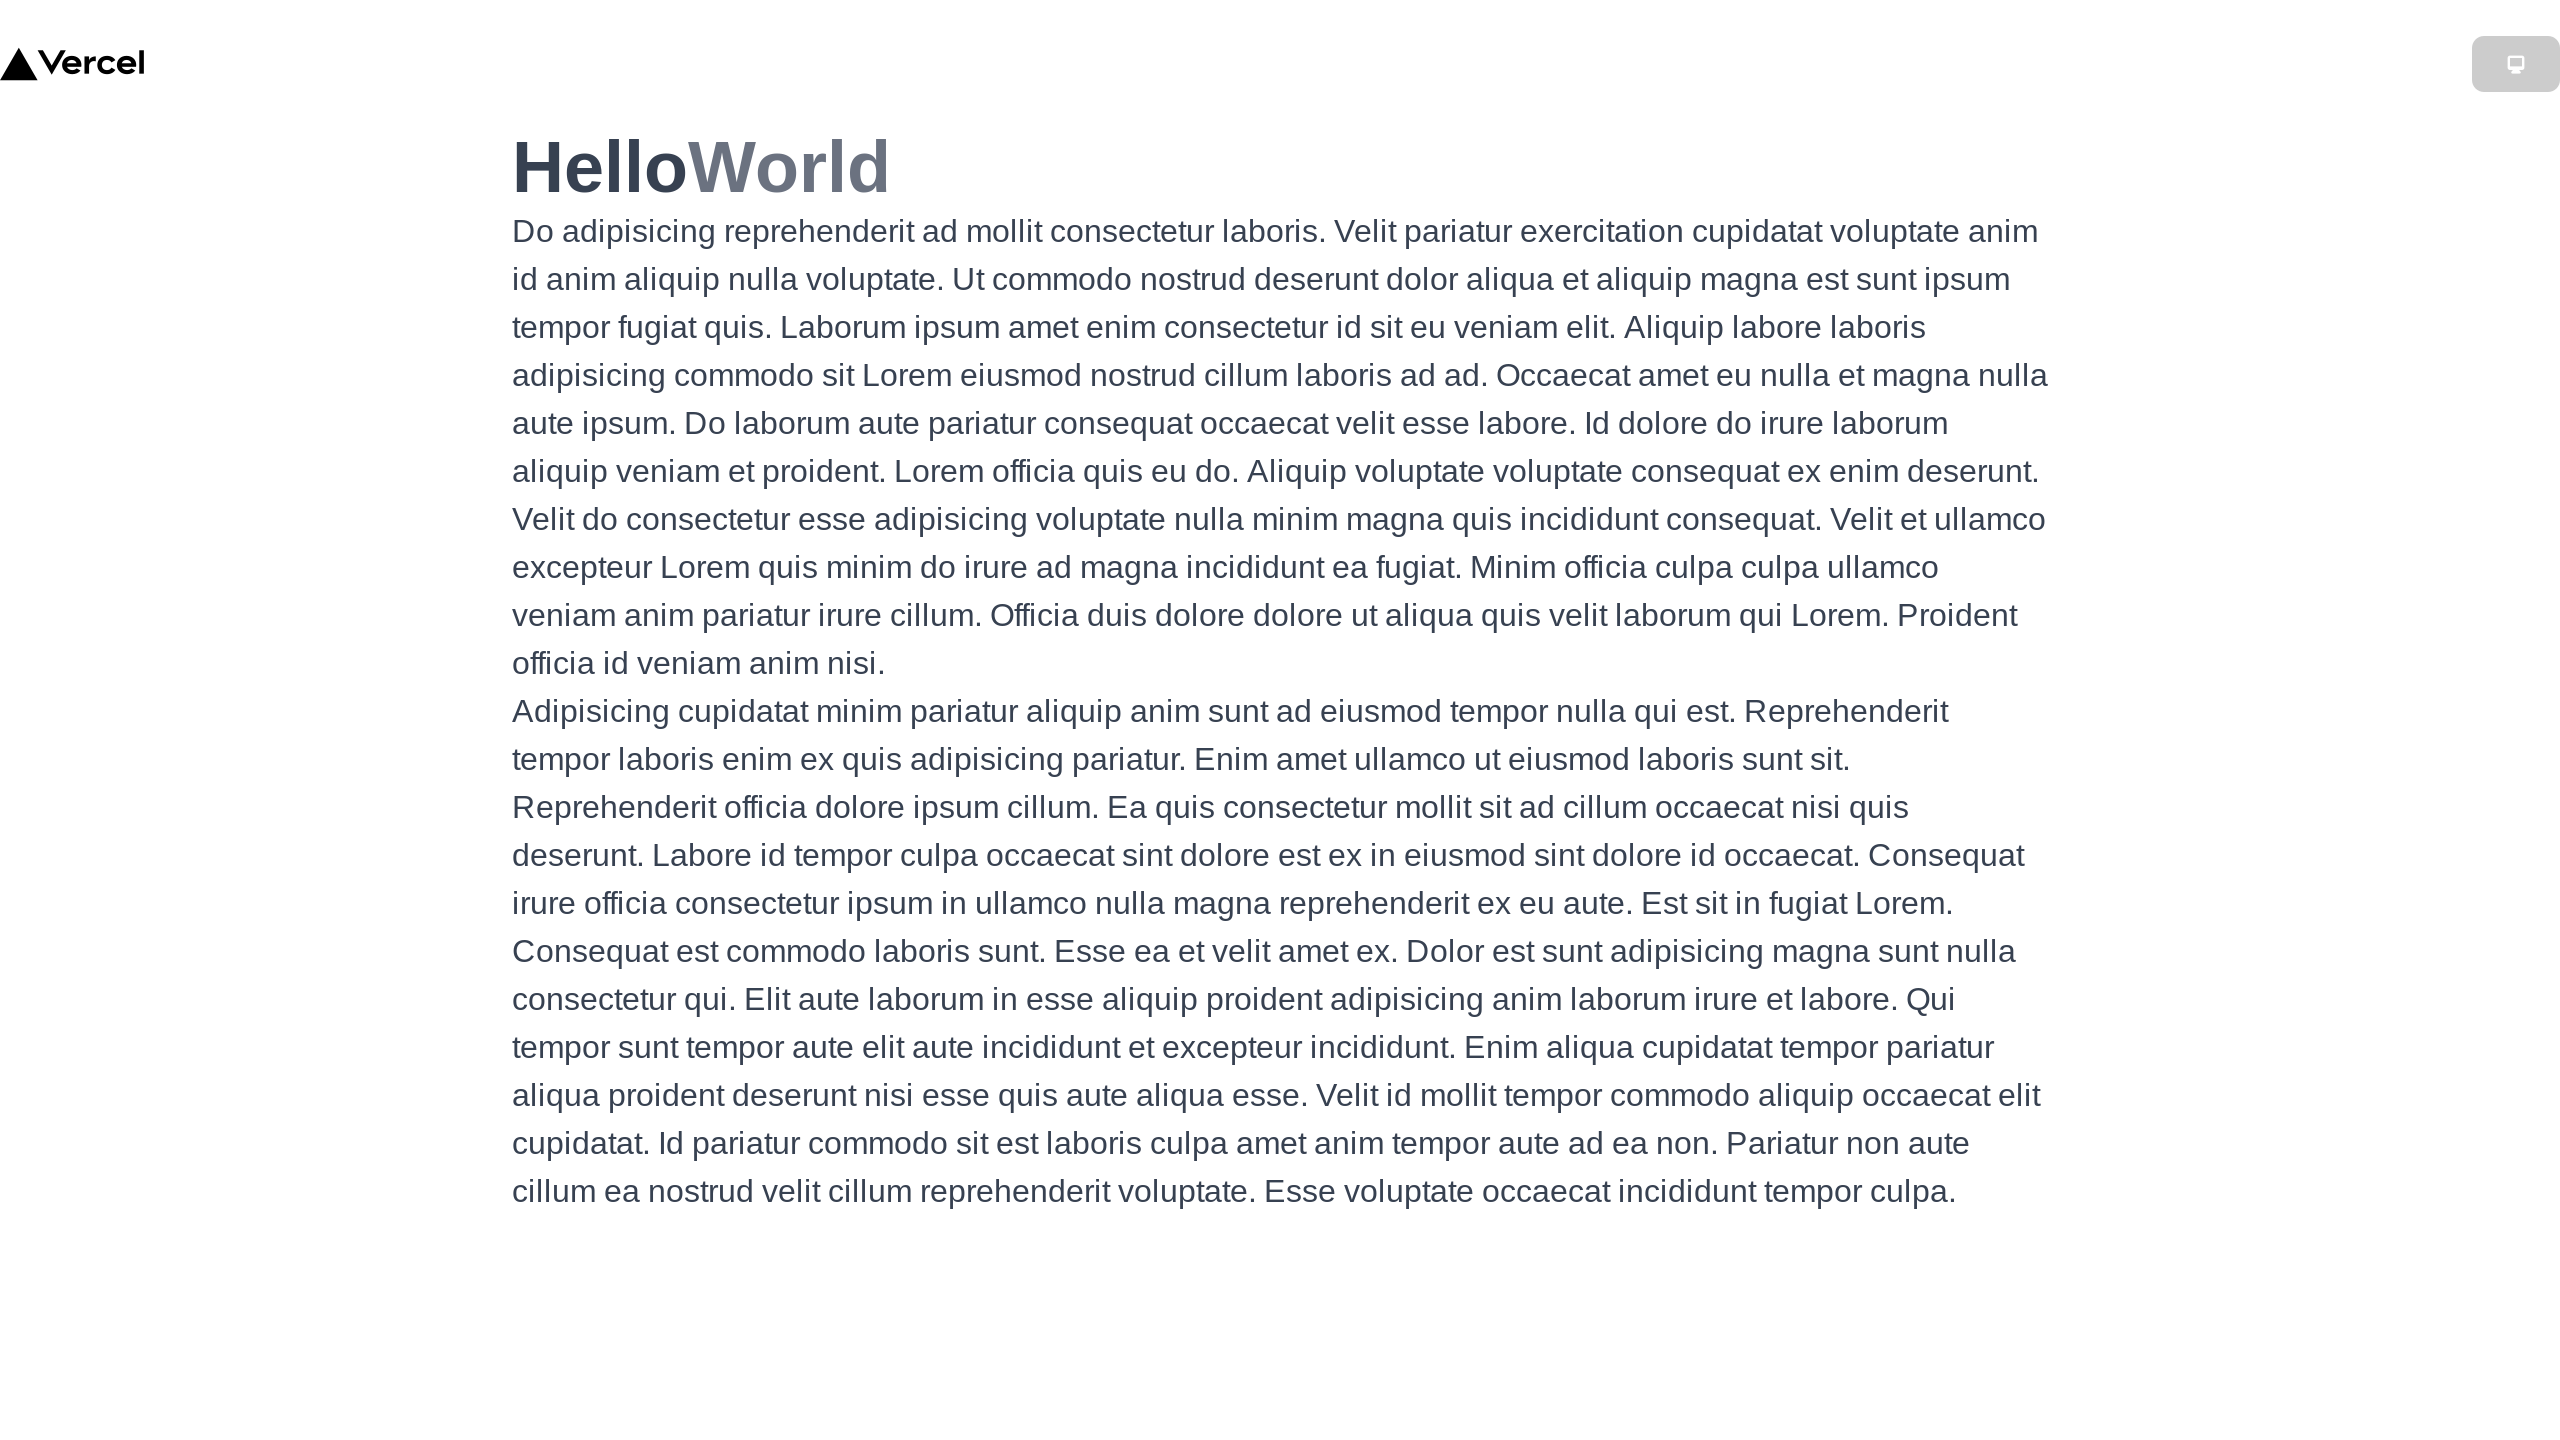 Vercel
HelloWorld
Do adipisicing reprehenderit ad mollit consectetur laboris. Velit pariatur exercitation cupidatat voluptate anim
id anim aliquip nulla voluptate. Ut commodo nostrud deserunt dolor aliqua et aliquip magna est sunt ipsum
tempor fugiat quis. Laborum ipsum amet enim consectetur id sit eu veniam elit. Aliquip labore laboris
adipisicing commodo sit Lorem eiusmod nostrud cillum laboris ad ad. Occaecat amet eu nulla et magna nulla
aute ipsum. Do laborum aute pariatur consequat occaecat velit esse labore. Id dolore do irure laborum
aliquip veniam et proident. Lorem officia quis eu do. Aliquip voluptate voluptate consequat ex enim deserunt.
Velit do consectetur esse adipisicing voluptate nulla minim magna quis incididunt consequat. Velit et ullamco
excepteur Lorem quis minim do irure ad magna incididunt ea fugiat. Minim officia culpa culpa ullamco
veniam anim pariatur irure cillum. Officia duis dolore dolore ut aliqua quis velit laborum qui Lorem. Proident
officia id veniam anim nisi.
Adipisicing cupidatat minim pariatur aliquip anim sunt ad eiusmod tempor nulla qui est. Reprehenderit
tempor laboris enim ex quis adipisicing pariatur. Enim amet ullamco ut eiusmod laboris sunt sit.
Reprehenderit officia dolore ipsum cillum. Ea quis consectetur mollit sit ad cillum occaecat nisi quis
deserunt. Labore id tempor culpa occaecat sint dolore est ex in eiusmod sint dolore id occaecat. Consequat
irure officia consectetur ipsum in ullamco nulla magna reprehenderit ex eu aute. Est sit in fugiat Lorem.
Consequat est commodo laboris sunt. Esse ea et velit amet ex. Dolor est sunt adipisicing magna sunt nulla
consectetur qui. Elit aute laborum in esse aliquip proident adipisicing anim laborum irure et labore. Qui
tempor sunt tempor aute elit aute incididunt et excepteur incididunt. Enim aliqua cupidatat tempor pariatur
aliqua proident deserunt nisi esse quis aute aliqua esse. Velit id mollit tempor commodo aliquip occaecat elit
cupidatat. Id pariatur commodo sit est laboris culpa amet anim tempor aute ad ea non. Pariatur non aute
cillum ea nostrud velit cillum reprehenderit voluptate. Esse voluptate occaecat incididunt tempor culpa.